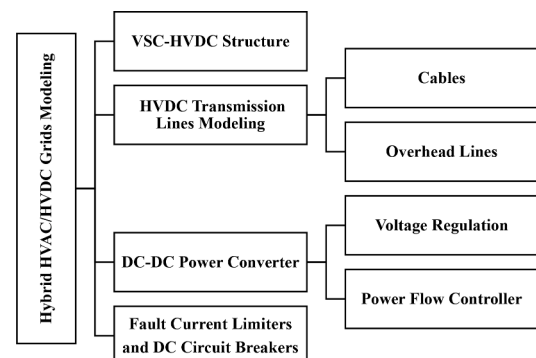 Hybrid HVAC/HVDC Grids Modeling
VSC-HVDC Structure
HVDC Transmission
Lines Modeling
Cables
Overhead Lines
DC-DC Power Converter
Voltage Regulation
Power Flow Controller
Fault Current Limiters
and DC Circuit Breakers